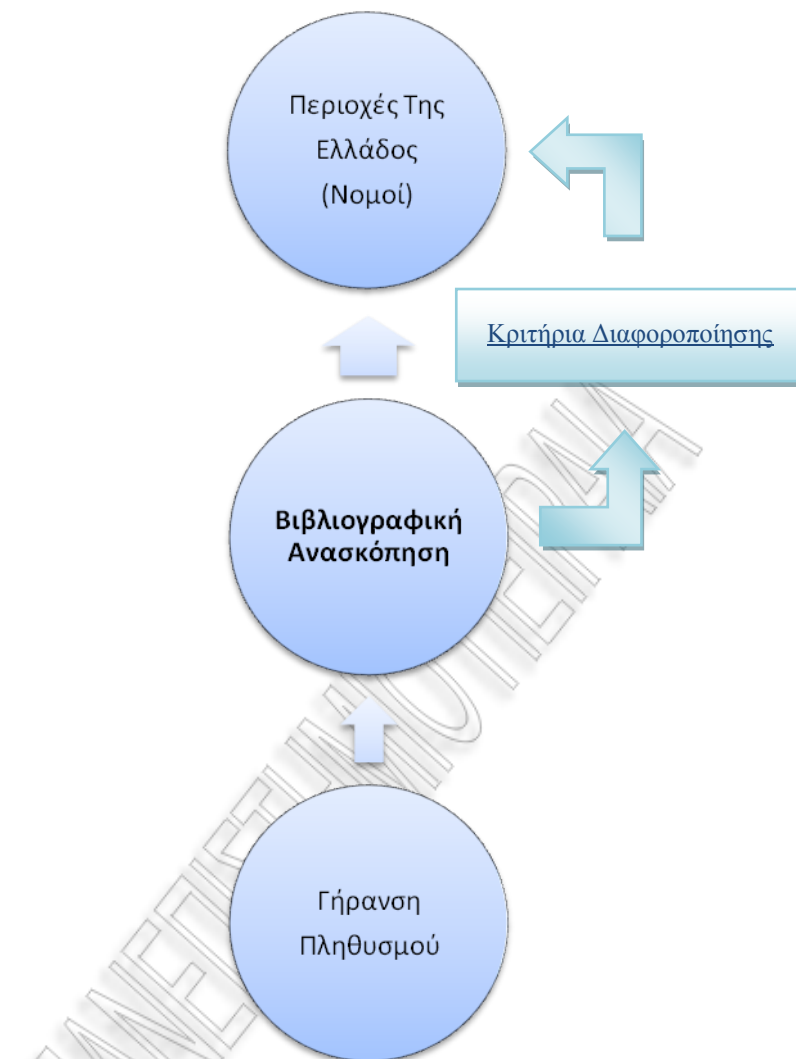 Περιοχές Της
Ελλάδος
(Νομοί)
Κριτήρια Διαφοροποίησης
Βιβλιογραφική
Ανασκόπηση
Γήρανση
Πληθυσμού